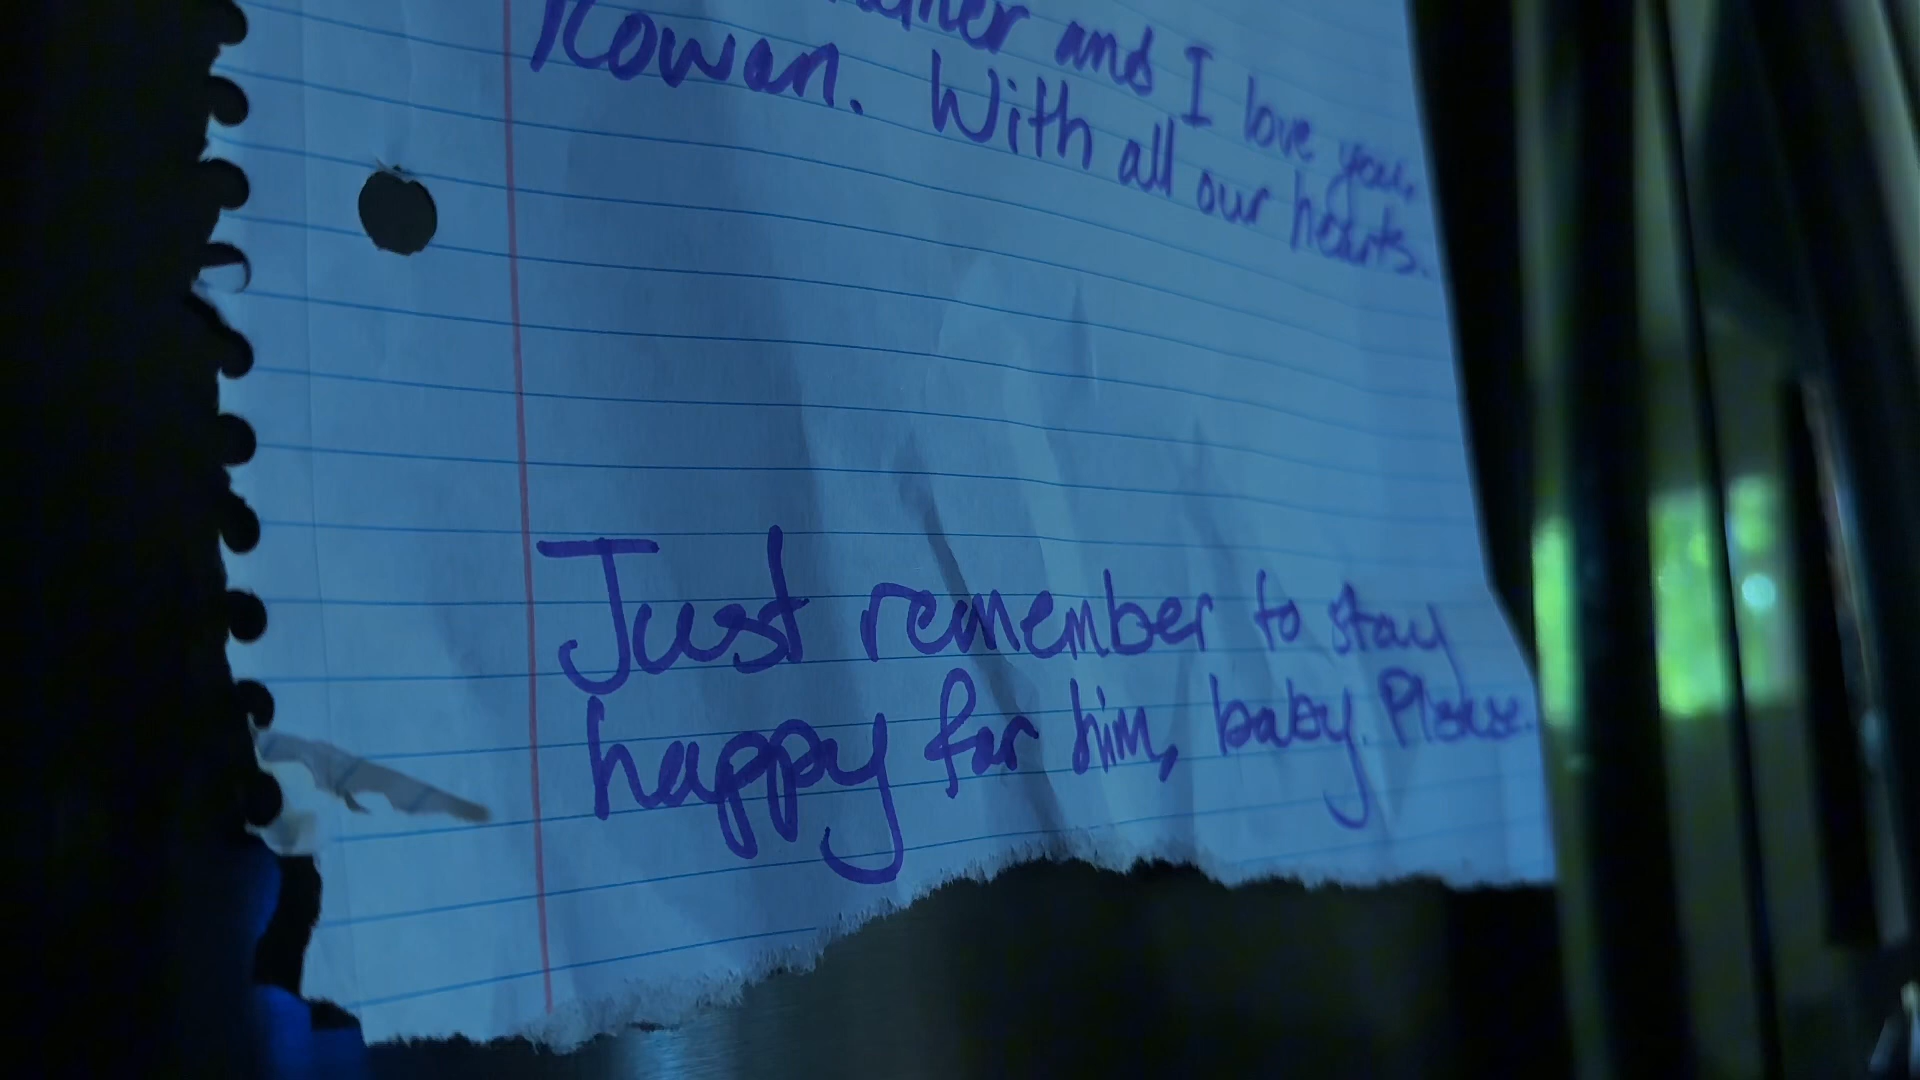 and I love you,
Rowan. With all our hearts.
Just remember to stay
happy for him, baby. Please.